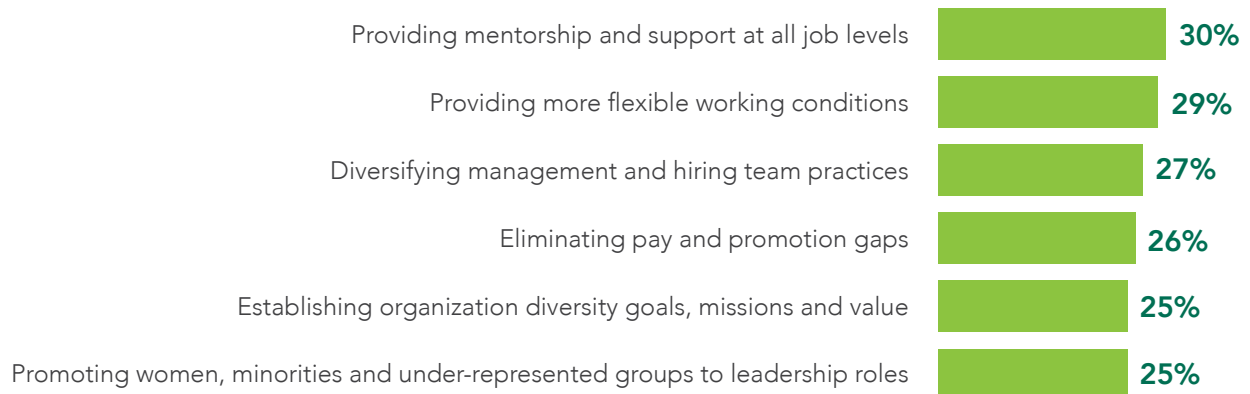 Providing mentorship and support at all job levels 30%
Providing more flexible working conditions 29%
Diversifying management and hiring team practices 27%
Eliminating pay and promotion gaps 26%
Establishing organization diversity goals, missions and value 25%
Promoting women, minorities and under-represented groups to leadership roles 25%